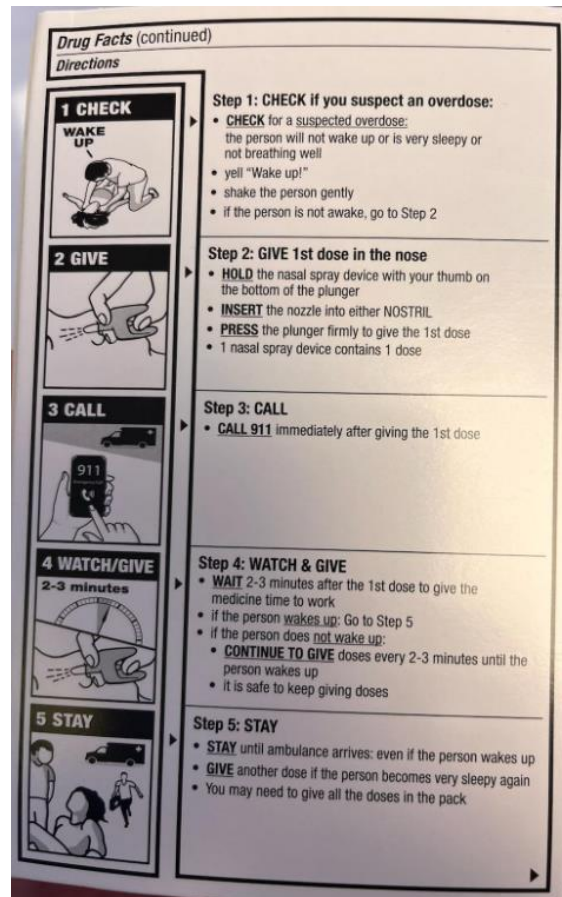 Drug Facts (continued)
Directions
1 CHECK
WAKE
UP
Step 1: CHECK if you suspect an overdose:
• CHECK for a suspected overdose:
the person will not wake up or is very sleepy or
not breathing well
• yell “Wake up!”
• shake the person gently
• if the person is not awake, go to Step 2
2 GIVE
Step 2: GIVE 1st dose in the nose
• HOLD the nasal spray device with your thumb on
the bottom of the plunger
• INSERT the nozzle into either NOSTRIL
• PRESS the plunger firmly to give the 1st dose
• 1 nasal spray device contains 1 dose
3 CALL
911
Step 3: CALL
• CALL 911 immediately after giving the 1st dose
4 WATCH/GIVE
2-3 minutes
Step 4: WATCH & GIVE
• WAIT 2-3 minutes after the 1st dose to give the
medicine time to work
• if the person wakes up: Go to Step 5
• if the person does not wake up:
• CONTINUE TO GIVE doses every 2-3 minutes until the
person wakes up
• it is safe to keep giving doses
5 STAY
Step 5: STAY
• STAY until ambulance arrives: even if the person wakes up
• GIVE another dose if the person becomes very sleepy again
• You may need to give all the doses in the pack